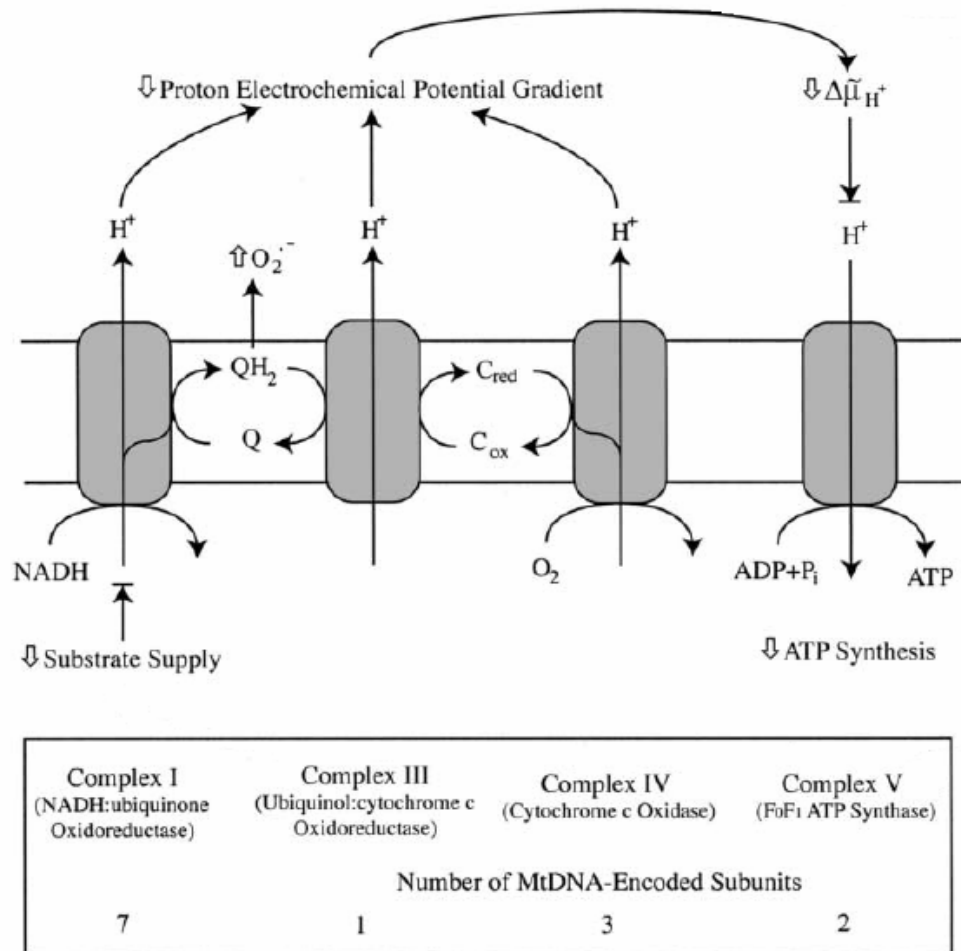 ⇩Proton Electrochemical Potential Gradient
⇩Δμ̃H⁺
H⁺
H⁺
H⁺
H⁺
⇧O₂·⁻
QH₂
Cred
Q
Cox
NADH
O₂
ADP+Pi
ATP
⇩Substrate Supply
⇩ATP Synthesis
Complex I
(NADH:ubiquinone
Oxidoreductase)
Complex III
(Ubiquinol:cytochrome c
Oxidoreductase)
Complex IV
(Cytochrome c Oxidase)
Complex V
(F0F1 ATP Synthase)
Number of MtDNA-Encoded Subunits
7 1 3 2